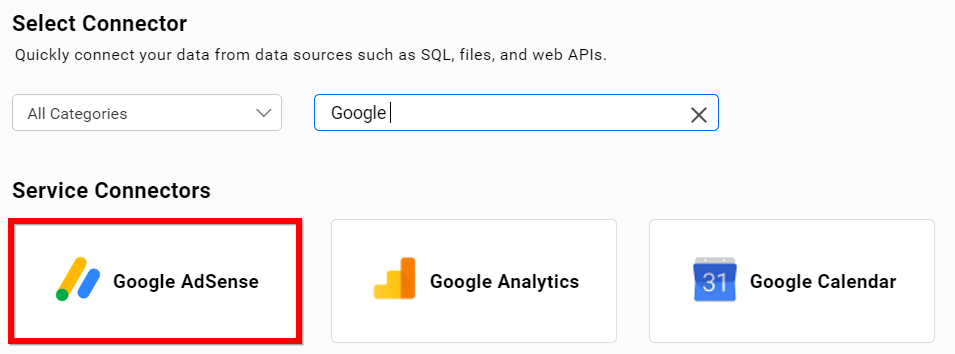 Select Connector
Quickly connect your data from data sources such as SQL, files, and web APIs.
All Categories
Google
Service Connectors
Google AdSense
Google Analytics
31
Google Calendar